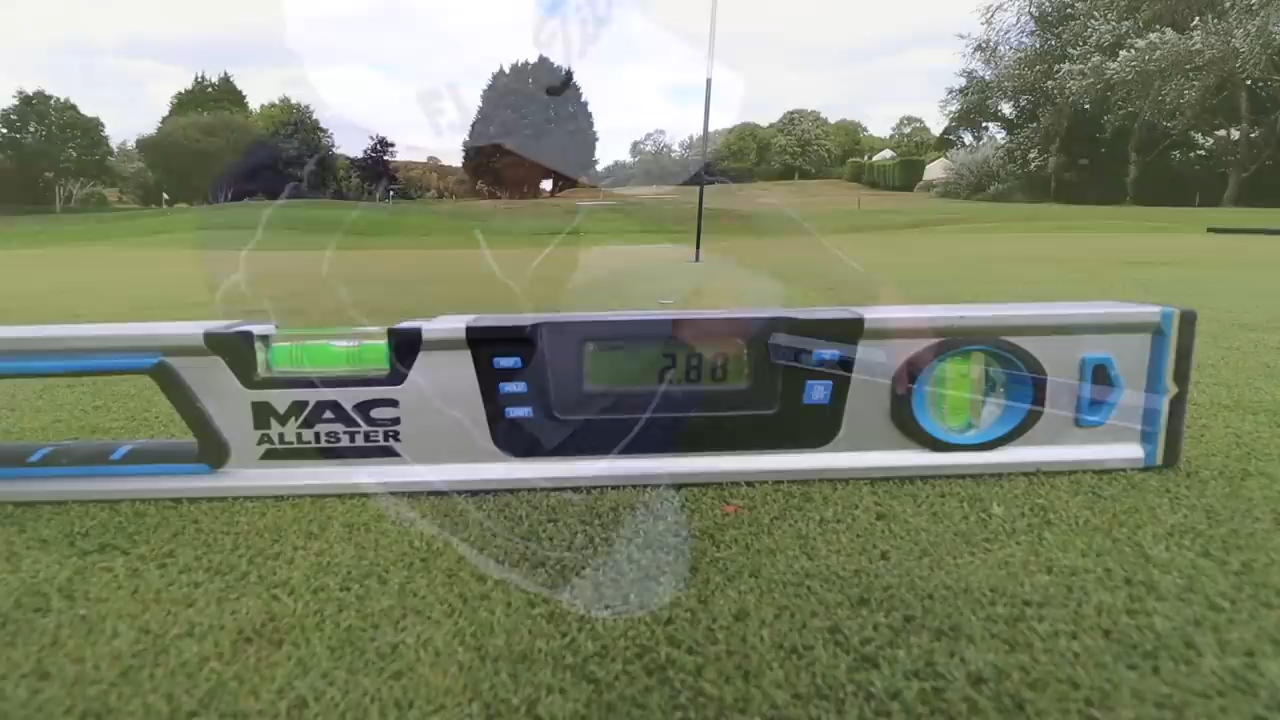 2.88
REF
HOLD
UNIT
ON
OFF
MAC
ALLISTER